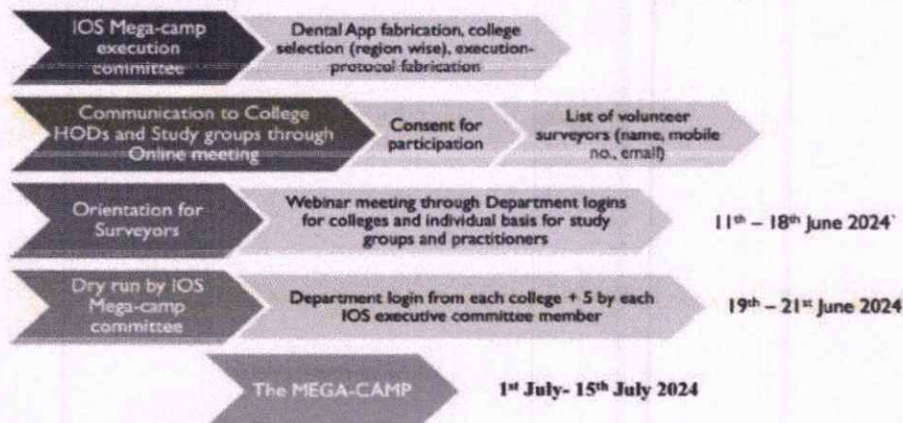 IOS Mega-camp
execution
committee
Dental App fabrication, college
selection (region wise), execution-
protocol fabrication
Communication to College
HODs and Study groups through
Online meeting
Consent for
participation
List of volunteer
surveyors (name, mobile
no., email)
Orientation for
Surveyors
Webinar meeting through Department logins
for colleges and individual basis for study
groups and practitioners
11th – 18th June 2024`
Dry run by IOS
Mega-camp
committee
Department login from each college + 5 by each
IOS executive committee member
19th – 21st June 2024
The MEGA-CAMP
1st July- 15th July 2024